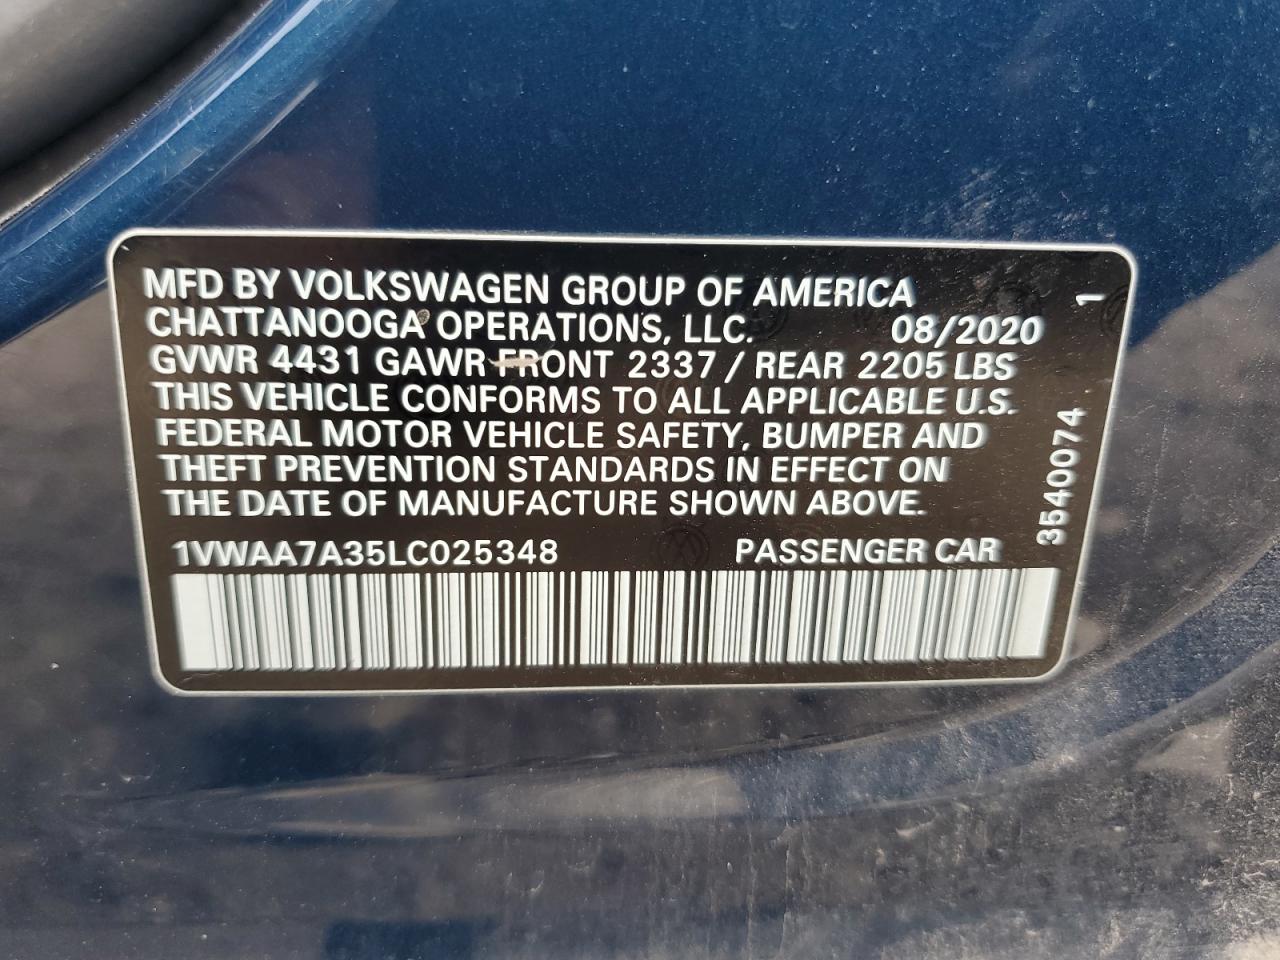 MFD BY VOLKSWAGEN GROUP OF AMERICA
CHATTANOOGA OPERATIONS, LLC. 08/2020
GVWR 4431 GAWR FRONT 2337 / REAR 2205 LBS
THIS VEHICLE CONFORMS TO ALL APPLICABLE U.S.
FEDERAL MOTOR VEHICLE SAFETY, BUMPER AND
THEFT PREVENTION STANDARDS IN EFFECT ON
THE DATE OF MANUFACTURE SHOWN ABOVE.
1VWAA7A35LC025348 PASSENGER CAR
3540074 1